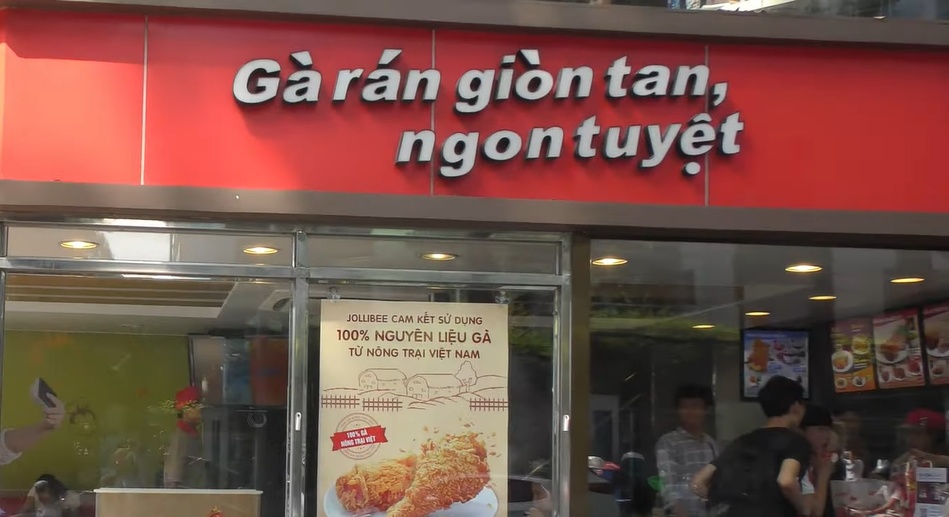 Gà rán giòn tan,
ngon tuyệt
JOLLIBEE CAM KẾT SỬ DỤNG
100% NGUYÊN LIỆU GÀ
TỪ NÔNG TRẠI VIỆT NAM
100% GÀ
NÔNG TRẠI VIỆT